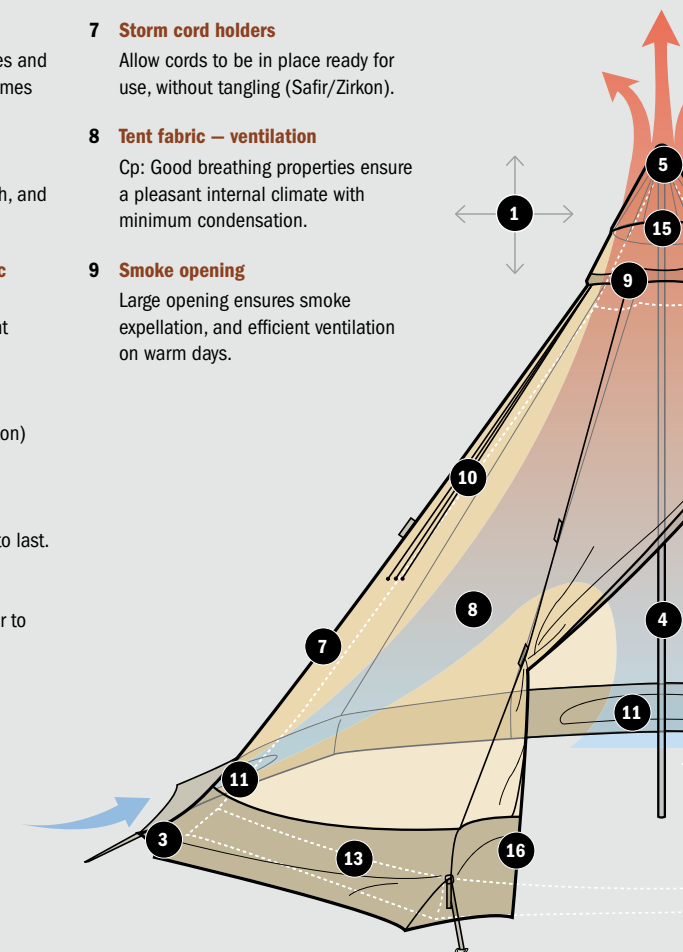 es and
mes
h, and
c
t
on)
to last.
r to
7 Storm cord holders
Allow cords to be in place ready for
use, without tangling (Safir/Zirkon).
8 Tent fabric – ventilation
Cp: Good breathing properties ensure
a pleasant internal climate with
minimum condensation.
9 Smoke opening
Large opening ensures smoke
expellation, and efficient ventilation
on warm days.
5
1
15
9
10
8
7
4
11
11
3
13
16